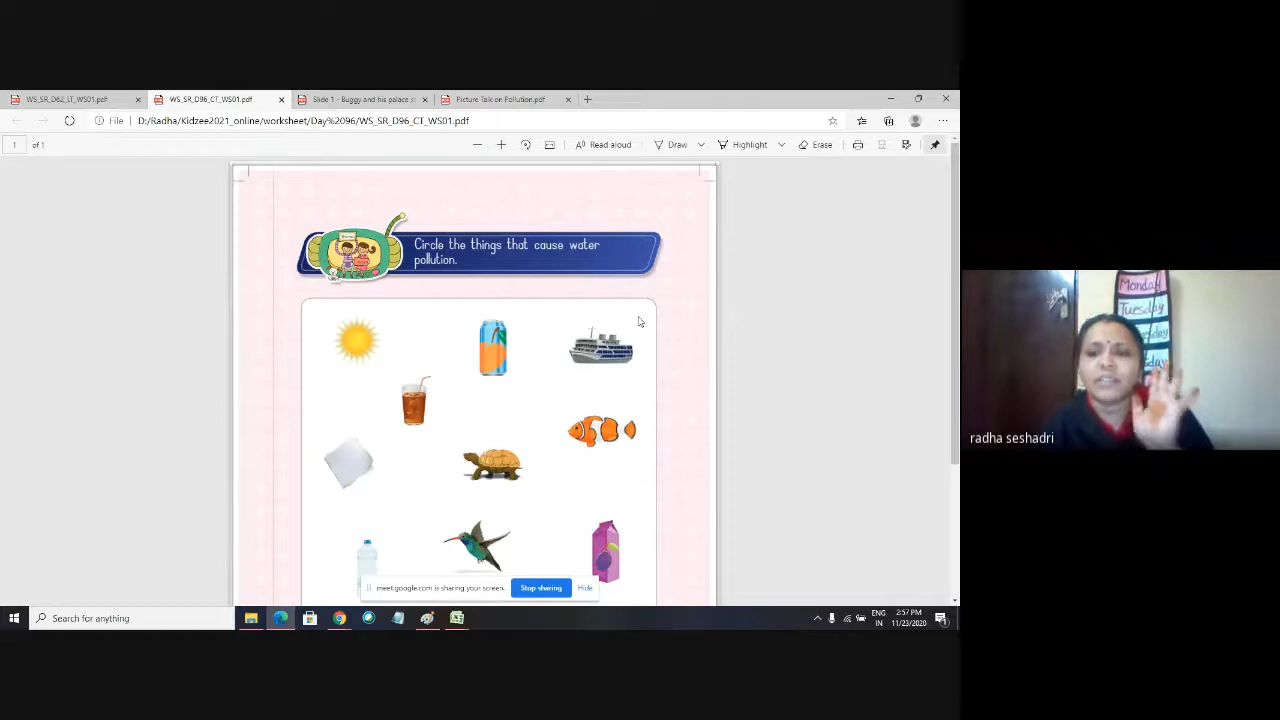 WS_SR_D62_LT_WS01.pdf
WS_SR_D96_CT_WS01.pdf
Slide 1 - Buggy and his palace s
Picture Talk on Pollution.pdf
File
D:/Radha/Kidzee2021_online/worksheet/Day%2096/WS_SR_D96_CT_WS01.pdf
1 of 1
Read aloud
Draw
Highlight
Erase
Circle the things that cause water
pollution.
meet.google.com is sharing your screen.
Stop sharing
Hide
Search for anything
ENG
IN
2:57 PM
11/23/2020
Monday
Tuesday
radha seshadri